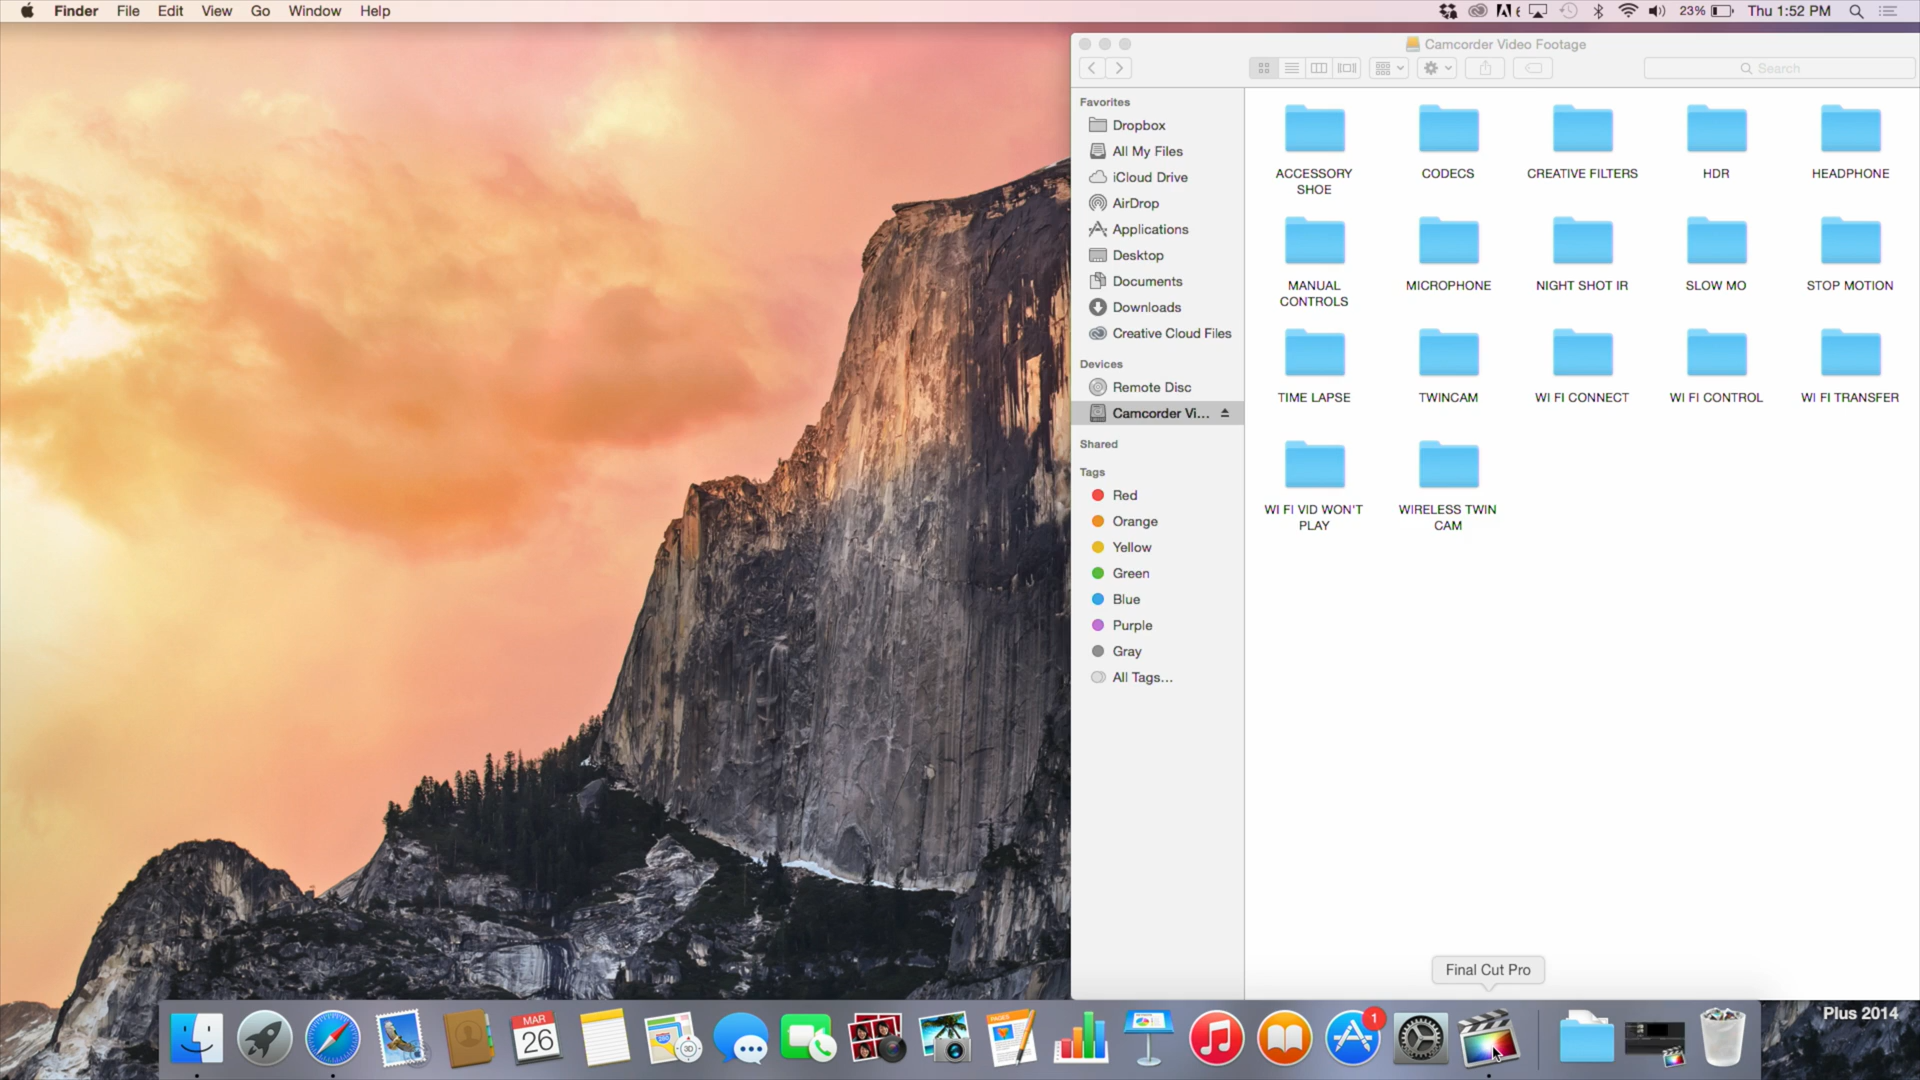 Finder File Edit View Go Window Help
6 23% Thu 1:52 PM
Camcorder Video Footage
Search
Favorites
Dropbox
All My Files
iCloud Drive
AirDrop
Applications
Desktop
Documents
Downloads
Creative Cloud Files
Devices
Remote Disc
Camcorder Vi...
Shared
Tags
Red
Orange
Yellow
Green
Blue
Purple
Gray
All Tags...
ACCESSORY
SHOE
CODECS
CREATIVE FILTERS
HDR
HEADPHONE
MANUAL
CONTROLS
MICROPHONE
NIGHT SHOT IR
SLOW MO
STOP MOTION
TIME LAPSE
TWINCAM
WI FI CONNECT
WI FI CONTROL
WI FI TRANSFER
WI FI VID WON'T
PLAY
WIRELESS TWIN
CAM
Final Cut Pro
MAR
26
3D
PAGES
1
Plus 2014